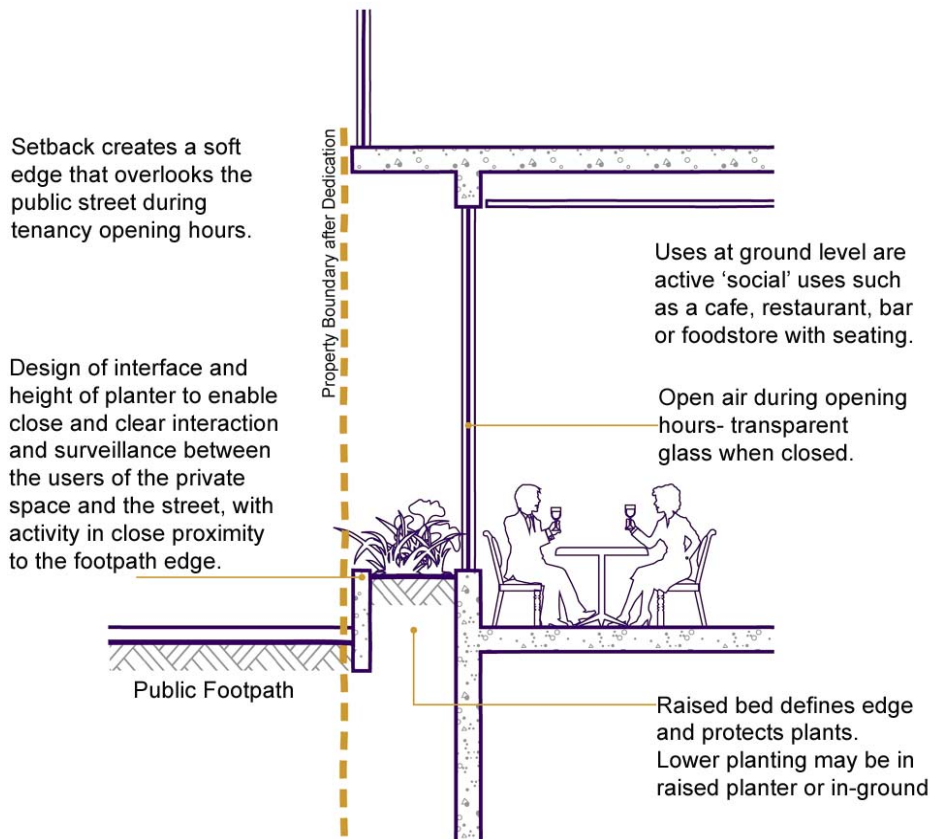 Setback creates a soft
edge that overlooks the
public street during
tenancy opening hours.
Property Boundary after Dedication
Uses at ground level are
active ‘social’ uses such
as a cafe, restaurant, bar
or foodstore with seating.
Design of interface and
height of planter to enable
close and clear interaction
and surveillance between
the users of the private
space and the street, with
activity in close proximity
to the footpath edge.
Open air during opening
hours- transparent
glass when closed.
Public Footpath
Raised bed defines edge
and protects plants.
Lower planting may be in
raised planter or in-ground